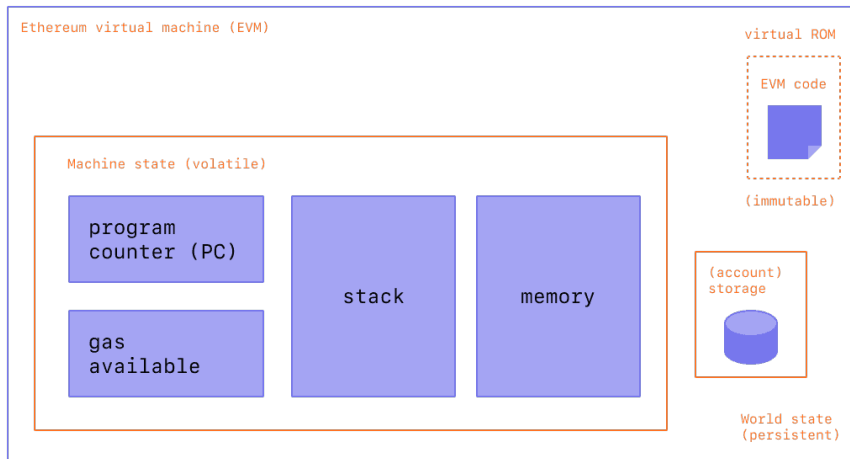 Ethereum virtual machine (EVM)
virtual ROM
EVM code
(immutable)
Machine state (volatile)
program
counter (PC)
gas
available
stack
memory
(account)
storage
World state
(persistent)